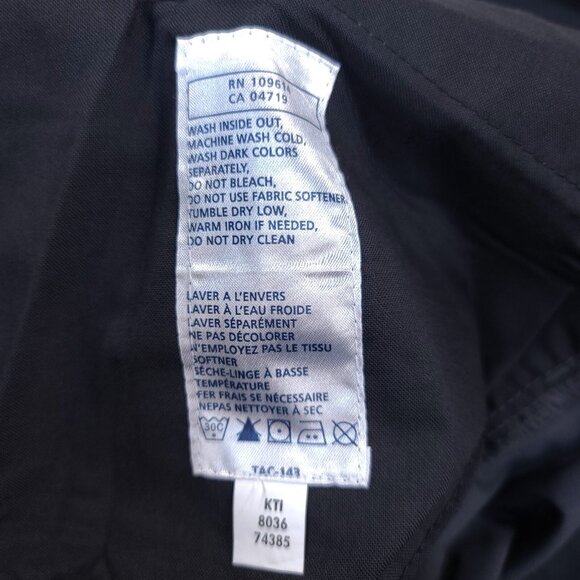 RN 109614
CA 04719
WASH INSIDE OUT,
MACHINE WASH COLD,
WASH DARK COLORS
SEPARATELY,
DO NOT BLEACH,
DO NOT USE FABRIC SOFTENER
TUMBLE DRY LOW,
WARM IRON IF NEEDED,
DO NOT DRY CLEAN
LAVER A L'ENVERS
LAVER À L'EAU FROIDE
LAVER SÉPARÉMENT
NE PAS DÉCOLORER
N'EMPLOYEZ PAS LE TISSU
SOFTNER
SÈCHE-LINGE À BASSE
TEMPÉRATURE
FER FRAIS SE NÉCESSAIRE
NEPAS NETTOYER À SEC
30C
TAC-143
KTI
8036
74385